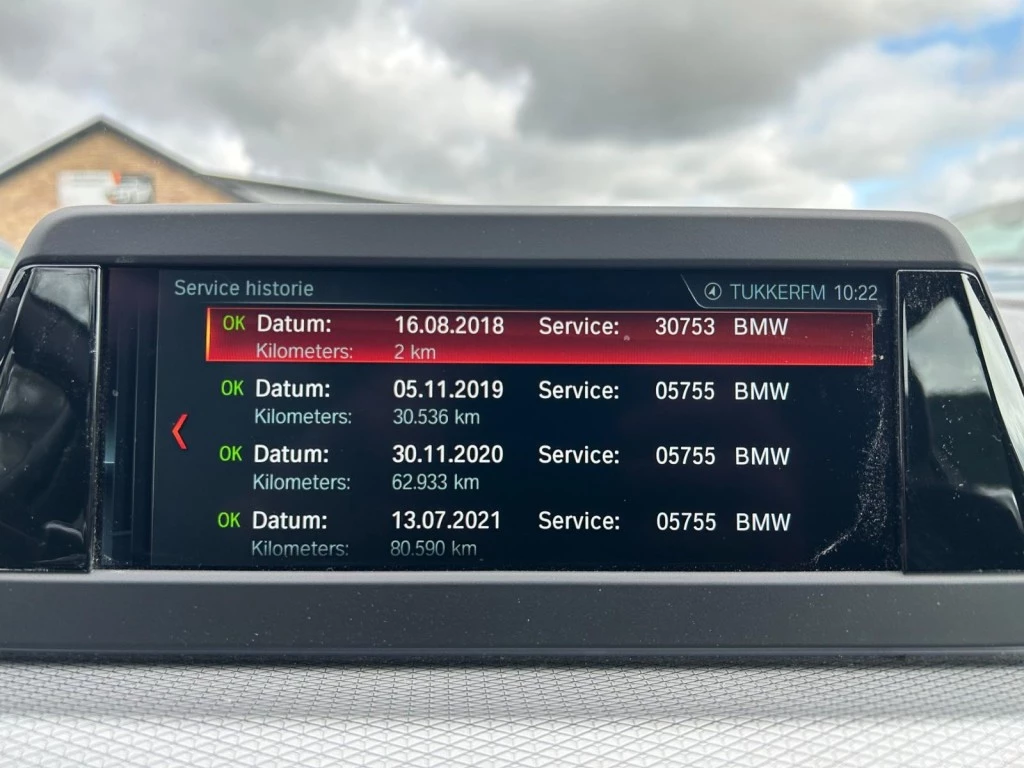 Service historie TUKKERFM 10:22
OK Datum: 16.08.2018 Service: 30753 BMW
Kilometers: 2 km
OK Datum: 05.11.2019 Service: 05755 BMW
Kilometers: 30.536 km
OK Datum: 30.11.2020 Service: 05755 BMW
Kilometers: 62.933 km
OK Datum: 13.07.2021 Service: 05755 BMW
Kilometers: 80.590 km